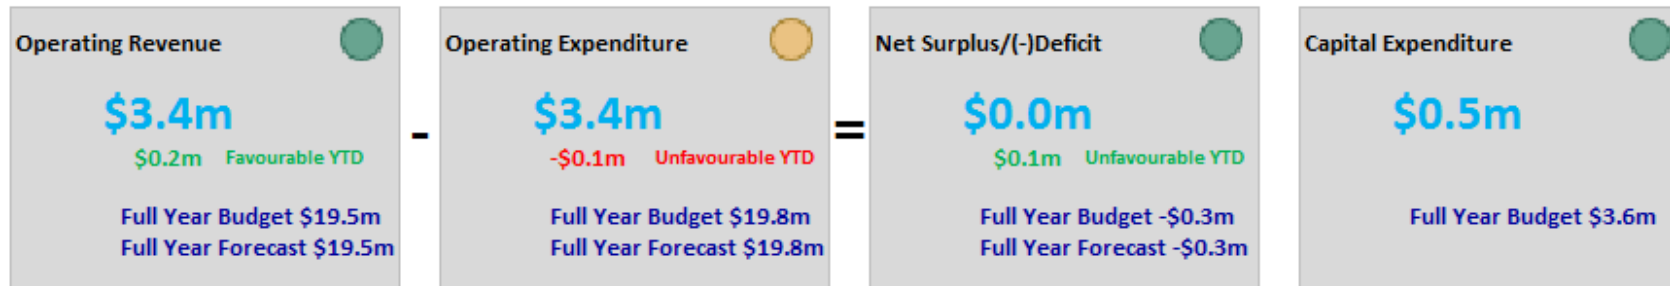 Operating Revenue
$3.4m
$0.2m Favourable YTD
Full Year Budget $19.5m
Full Year Forecast $19.5m
-
Operating Expenditure
$3.4m
-$0.1m Unfavourable YTD
Full Year Budget $19.8m
Full Year Forecast $19.8m
=
Net Surplus/(-)Deficit
$0.0m
$0.1m Unfavourable YTD
Full Year Budget -$0.3m
Full Year Forecast -$0.3m
Capital Expenditure
$0.5m
Full Year Budget $3.6m